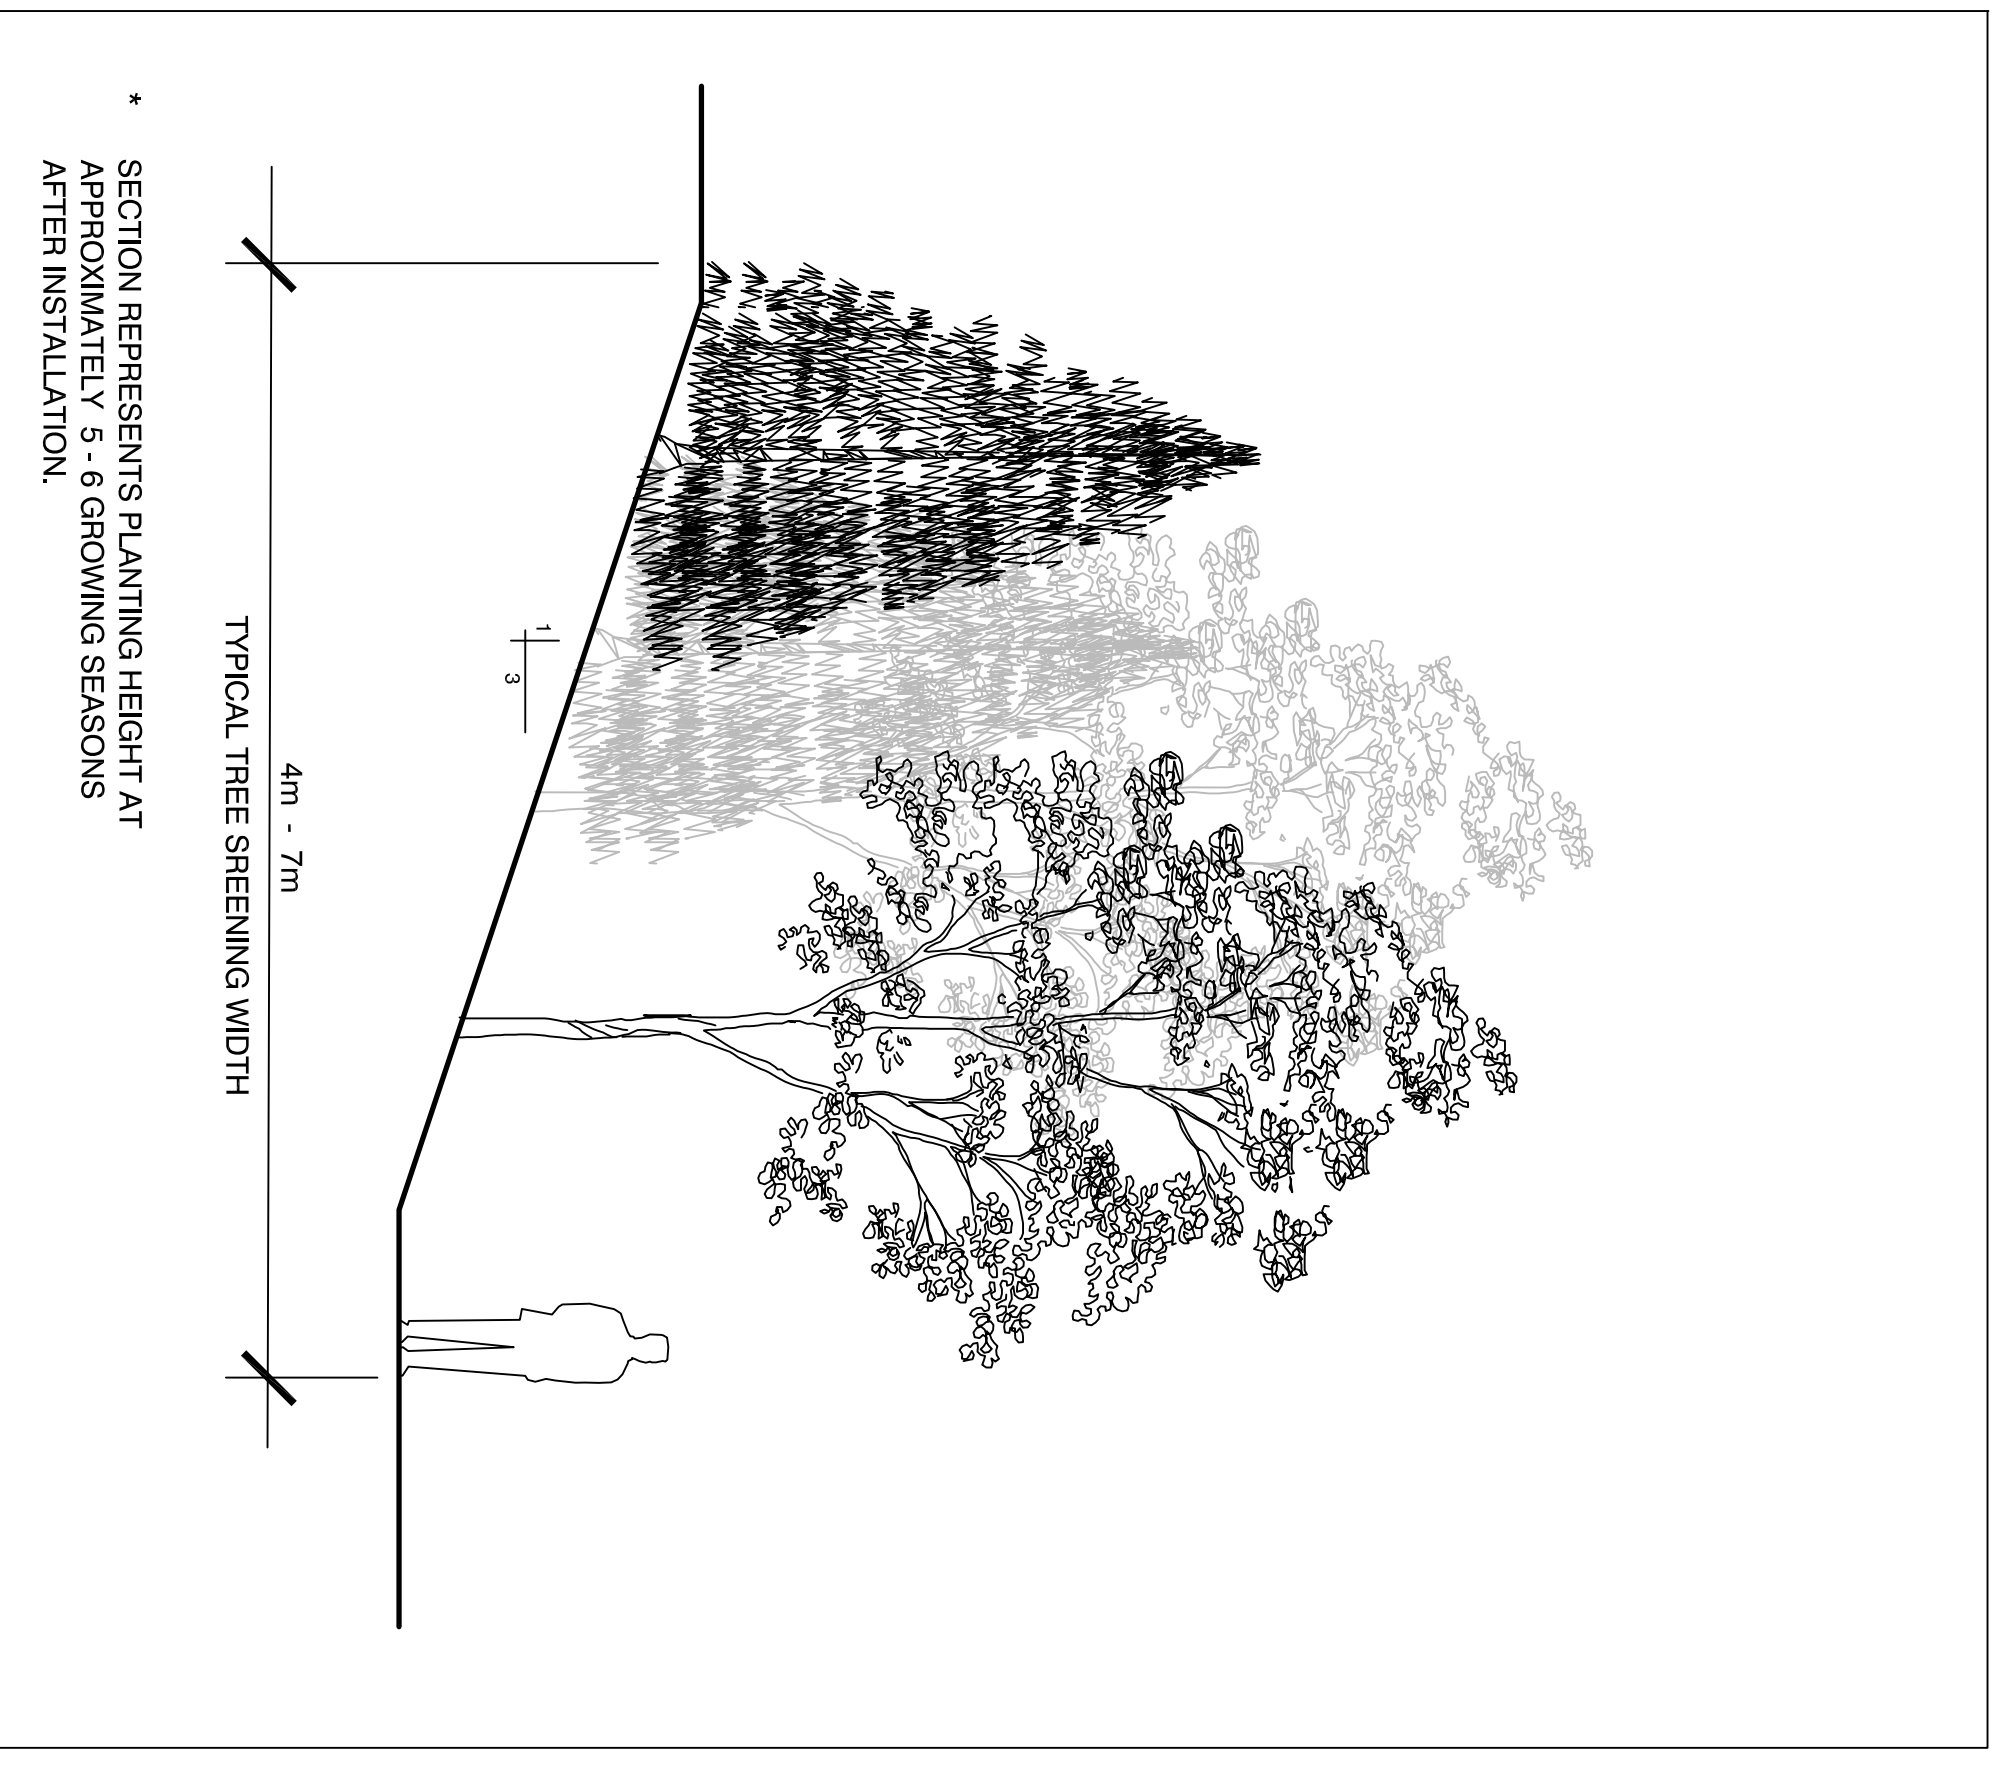 1
3
4m - 7m
TYPICAL TREE SREENING WIDTH
* SECTION REPRESENTS PLANTING HEIGHT AT
APPROXIMATELY 5 - 6 GROWING SEASONS
AFTER INSTALLATION.